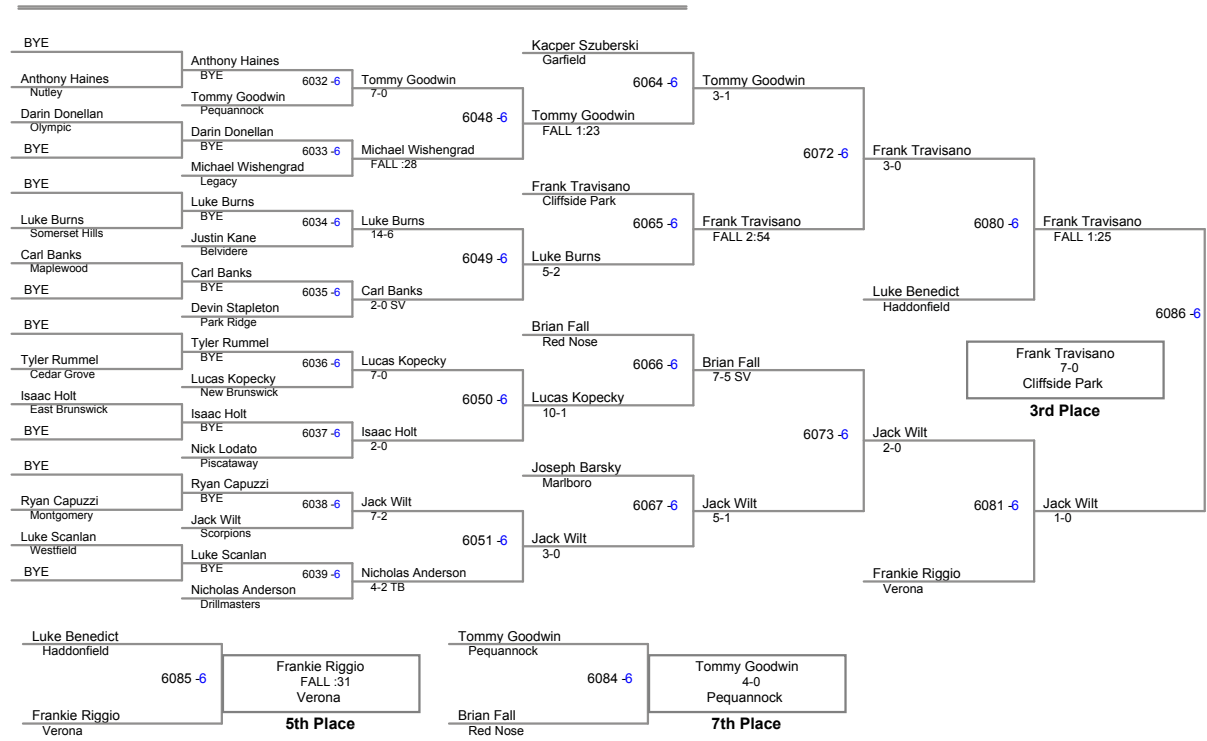 BYE
Anthony Haines
Nutley
Darin Donellan
Olympic
BYE
BYE
Luke Burns
Somerset Hills
Carl Banks
Maplewood
BYE
BYE
Tyler Rummel
Cedar Grove
Isaac Holt
East Brunswick
BYE
BYE
Ryan Capuzzi
Montgomery
Luke Scanlan
Westfield
BYE
Anthony Haines
BYE
6032 -6
Tommy Goodwin
Pequannock
Darin Donellan
BYE
6033 -6
Michael Wishengrad
Legacy
Luke Burns
BYE
6034 -6
Justin Kane
Belvidere
Carl Banks
BYE
6035 -6
Devin Stapleton
Park Ridge
Tyler Rummel
BYE
6036 -6
Lucas Kopecky
New Brunswick
Isaac Holt
BYE
6037 -6
Nick Lodato
Piscataway
Ryan Capuzzi
BYE
6038 -6
Jack Wilt
Scorpions
Luke Scanlan
BYE
6039 -6
Nicholas Anderson
Drillmasters
Tommy Goodwin
7-0
6048 -6
Michael Wishengrad
FALL :28
Luke Burns
14-6
6049 -6
Carl Banks
2-0 SV
Lucas Kopecky
7-0
6050 -6
Isaac Holt
2-0
Jack Wilt
7-2
6051 -6
Nicholas Anderson
4-2 TB
Kacper Szuberski
Garfield
6064 -6
Tommy Goodwin
FALL 1:23
Frank Travisano
Cliffside Park
6065 -6
Luke Burns
5-2
Brian Fall
Red Nose
6066 -6
Lucas Kopecky
10-1
Joseph Barsky
Marlboro
6067 -6
Jack Wilt
3-0
Tommy Goodwin
3-1
6072 -6
Frank Travisano
FALL 2:54
Brian Fall
7-5 SV
6073 -6
Jack Wilt
5-1
Frank Travisano
3-0
6080 -6
Luke Benedict
Haddonfield
Jack Wilt
2-0
6081 -6
Frankie Riggio
Verona
Frank Travisano
FALL 1:25
6086 -6
Jack Wilt
1-0
Frank Travisano
7-0
Cliffside Park
3rd Place
Luke Benedict
Haddonfield
6085 -6
Frankie Riggio
Verona
Frankie Riggio
FALL :31
Verona
5th Place
Tommy Goodwin
Pequannock
6084 -6
Brian Fall
Red Nose
Tommy Goodwin
4-0
Pequannock
7th Place